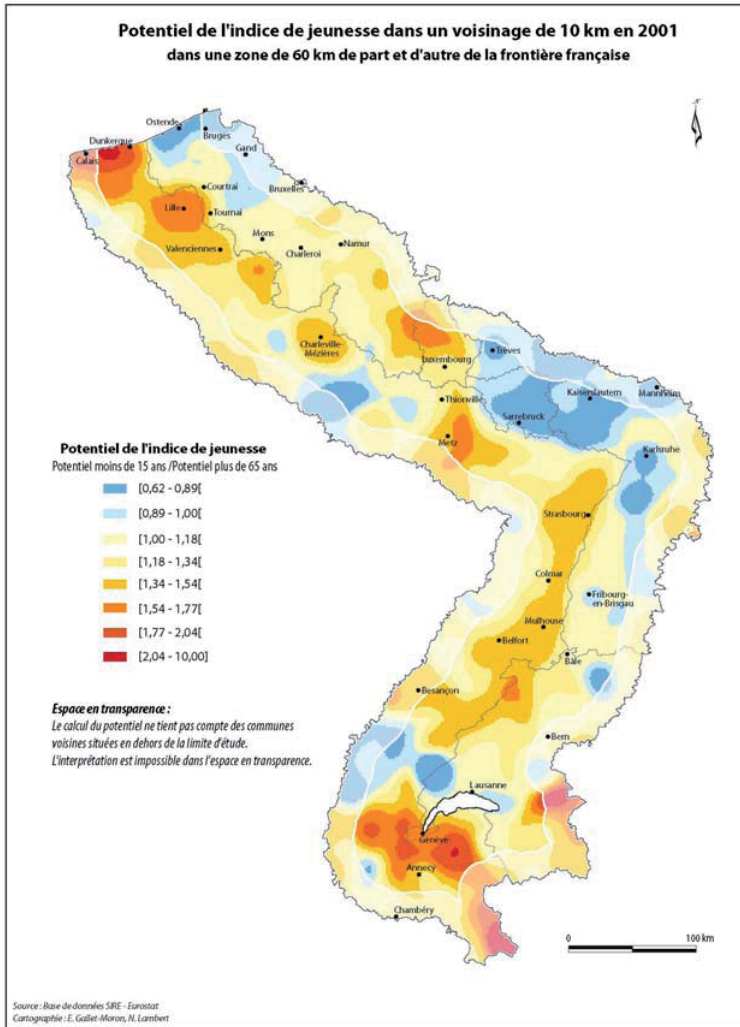 Potentiel de l'indice de jeunesse dans un voisinage de 10 km en 2001
dans une zone de 60 km de part et d'autre de la frontière française
N
Ostende
Bruges
Dunkerque
Calais
Gand
Bruxelles
Courtrai
Lille
Tournai
Mons
Namur
Valenciennes
Charleroi
Charleville-
Mézières
Luxembourg
Trèves
Thionville
Kaiserslautern
Mannheim
Sarrebruck
Metz
Karlsruhe
Potentiel de l'indice de jeunesse
Potentiel moins de 15 ans /Potentiel plus de 65 ans
[0,62 - 0,89[
[0,89 - 1,00[
[1,00 - 1,18[
[1,18 - 1,34[
[1,34 - 1,54[
[1,54 - 1,77[
[1,77 - 2,04[
[2,04 - 10,00]
Strasbourg
Colmar
Fribourg-
en-Brisgau
Mulhouse
Belfort
Bâle
Besançon
Bern
Espace en transparence :
Le calcul du potentiel ne tient pas compte des communes
voisines situées en dehors de la limite d'étude.
L'interprétation est impossible dans l'espace en transparence.
Lausanne
Genève
Annecy
Chambéry
0 100 km
Source : Base de données SIRE - Eurostat
Cartographie : E. Gallet-Moron, N. Lambert